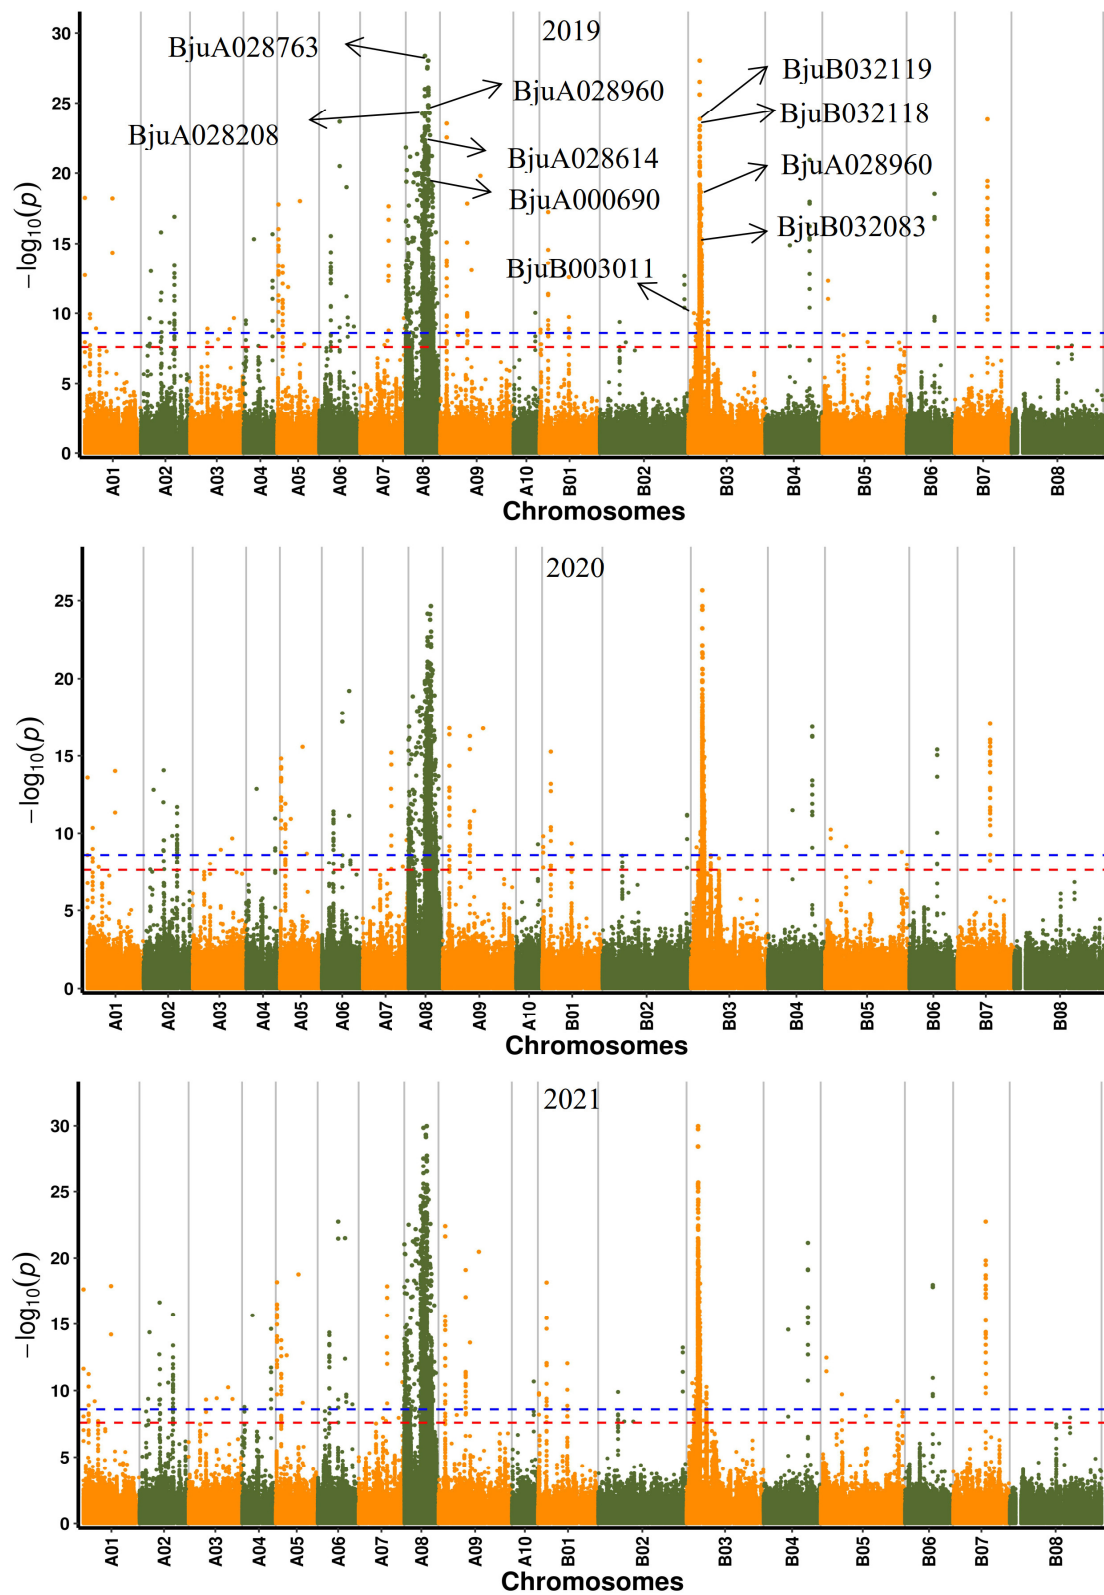 2019
BjuA028763
BjuA028960
BjuA028208
BjuA028614
BjuA000690
BjuB032119
BjuB032118
BjuA028960
BjuB032083
BjuB003011
−log10(p)
30
25
20
15
10
5
0
A01 A02 A03 A04 A05 A06 A07 A08 A09 A10 B01 B02 B03 B04 B05 B06 B07 B08
Chromosomes
2020
−log10(p)
25
20
15
10
5
0
A01 A02 A03 A04 A05 A06 A07 A08 A09 A10 B01 B02 B03 B04 B05 B06 B07 B08
Chromosomes
2021
−log10(p)
30
25
20
15
10
5
0
A01 A02 A03 A04 A05 A06 A07 A08 A09 A10 B01 B02 B03 B04 B05 B06 B07 B08
Chromosomes